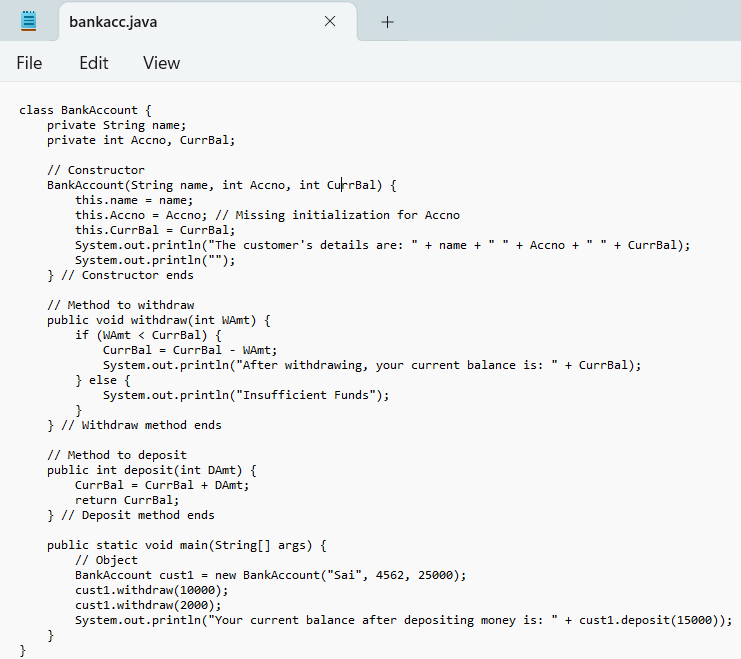 bankacc.java
File Edit View
class BankAccount {
    private String name;
    private int Accno, CurrBal;

    // Constructor
    BankAccount(String name, int Accno, int CurrBal) {
        this.name = name;
        this.Accno = Accno; // Missing initialization for Accno
        this.CurrBal = CurrBal;
        System.out.println("The customer's details are: " + name + " " + Accno + " " + CurrBal);
        System.out.println("");
    } // Constructor ends

    // Method to withdraw
    public void withdraw(int WAmt) {
        if (WAmt < CurrBal) {
            CurrBal = CurrBal - WAmt;
            System.out.println("After withdrawing, your current balance is: " + CurrBal);
        } else {
            System.out.println("Insufficient Funds");
        }
    } // Withdraw method ends

    // Method to deposit
    public int deposit(int DAmt) {
        CurrBal = CurrBal + DAmt;
        return CurrBal;
    } // Deposit method ends

    public static void main(String[] args) {
        // Object
        BankAccount cust1 = new BankAccount("Sai", 4562, 25000);
        cust1.withdraw(10000);
        cust1.withdraw(2000);
        System.out.println("Your current balance after depositing money is: " + cust1.deposit(15000));
    }
}